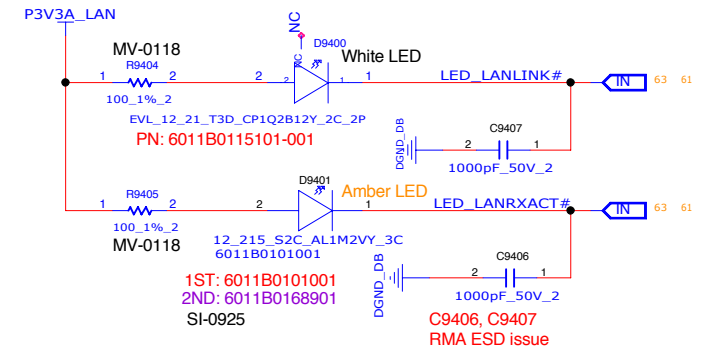 P3V3A_LAN
NC
MV-0118
R9404
D9400
White LED
NC
1
2
2
2
1
1
LED_LANLINK#
IN
63
61
100_1%_2
EVL_12_21_T3D_CP1Q2B12Y_2C_2P
PN: 6011B0115101-001
DGND_DB
C9407
2
1
1000pF_50V_2
D9401
R9405
Amber LED
1
2
2
1
LED_LANRXACT#
IN
63
61
100_1%_2
MV-0118
12_215_S2C_AL1M2VY_3C
6011B0101001
1ST: 6011B0101001
2ND: 6011B0168901
SI-0925
DGND_DB
C9406
2
1
1000pF_50V_2
C9406, C9407
RMA ESD issue